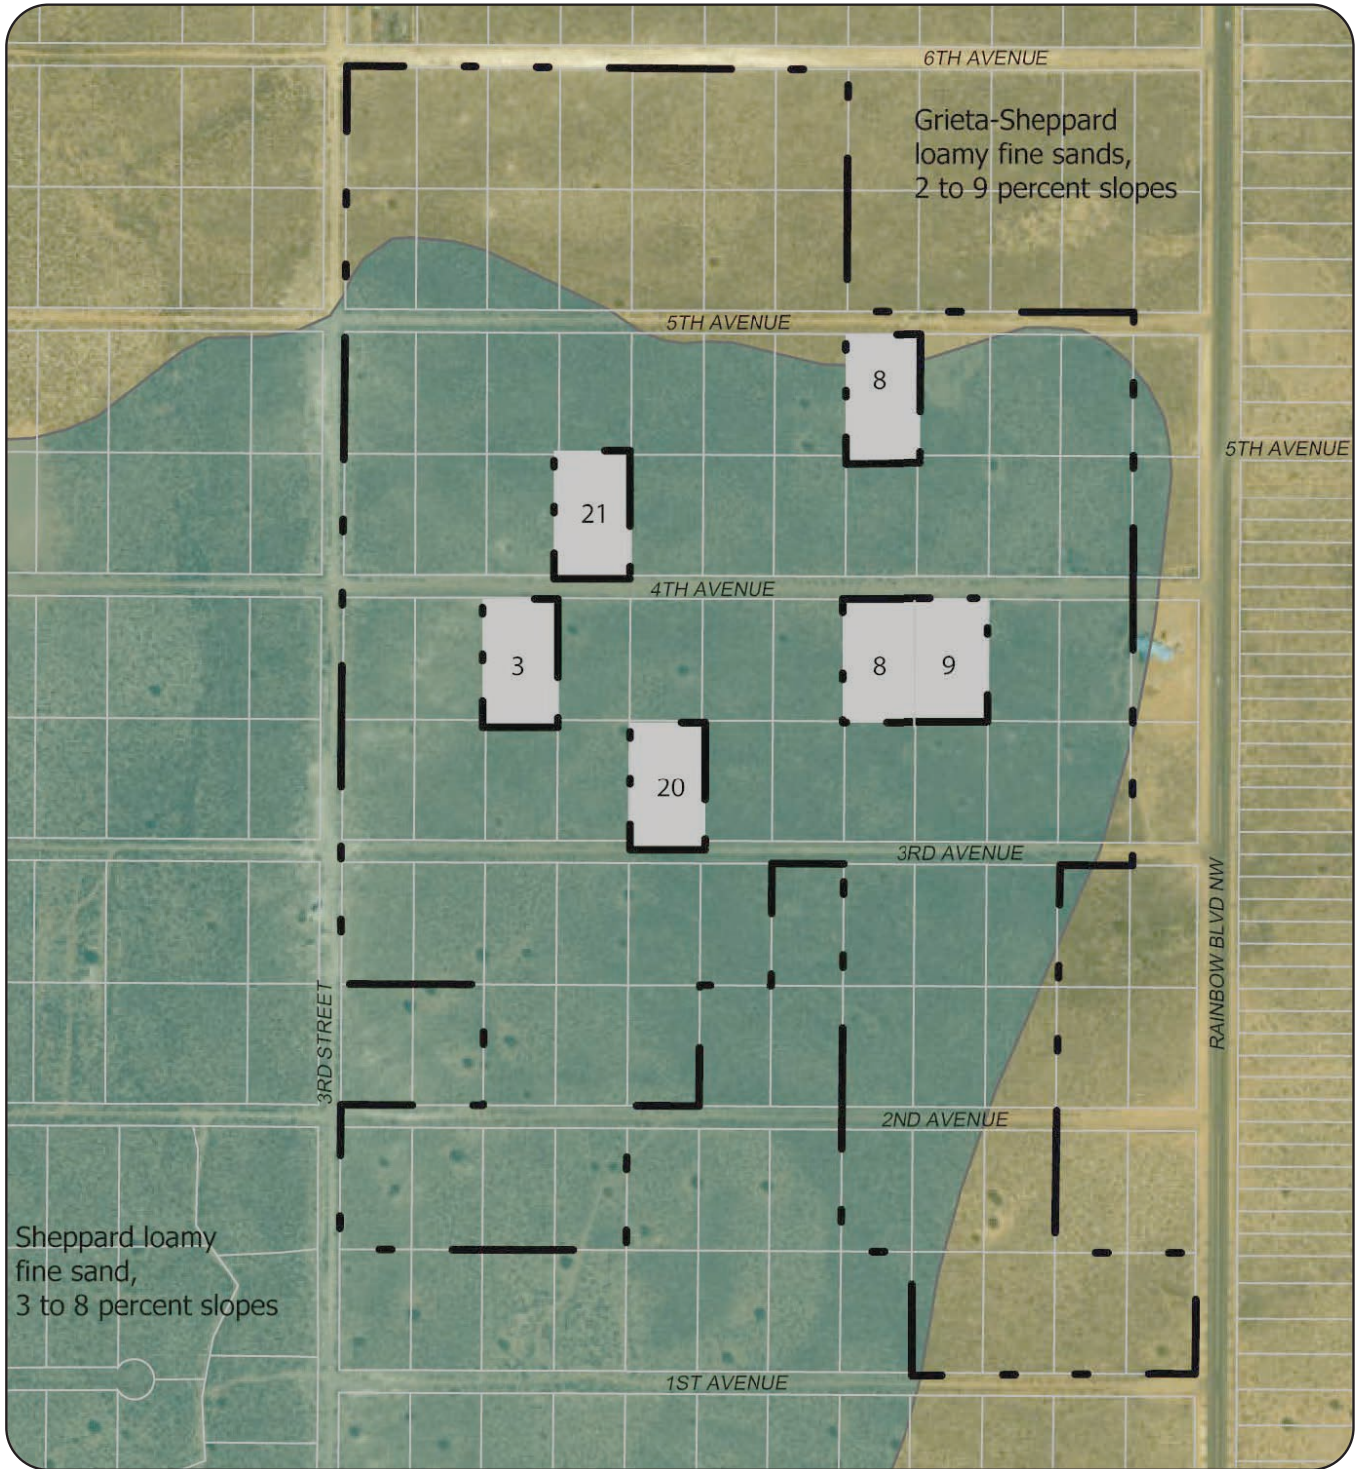 6TH AVENUE
Grieta-Sheppard
loamy fine sands,
2 to 9 percent slopes
5TH AVENUE
8
5TH AVENUE
21
4TH AVENUE
3
8
9
20
3RD AVENUE
RAINBOW BLVD NW
3RD STREET
2ND AVENUE
Sheppard loamy
fine sand,
3 to 8 percent slopes
1ST AVENUE